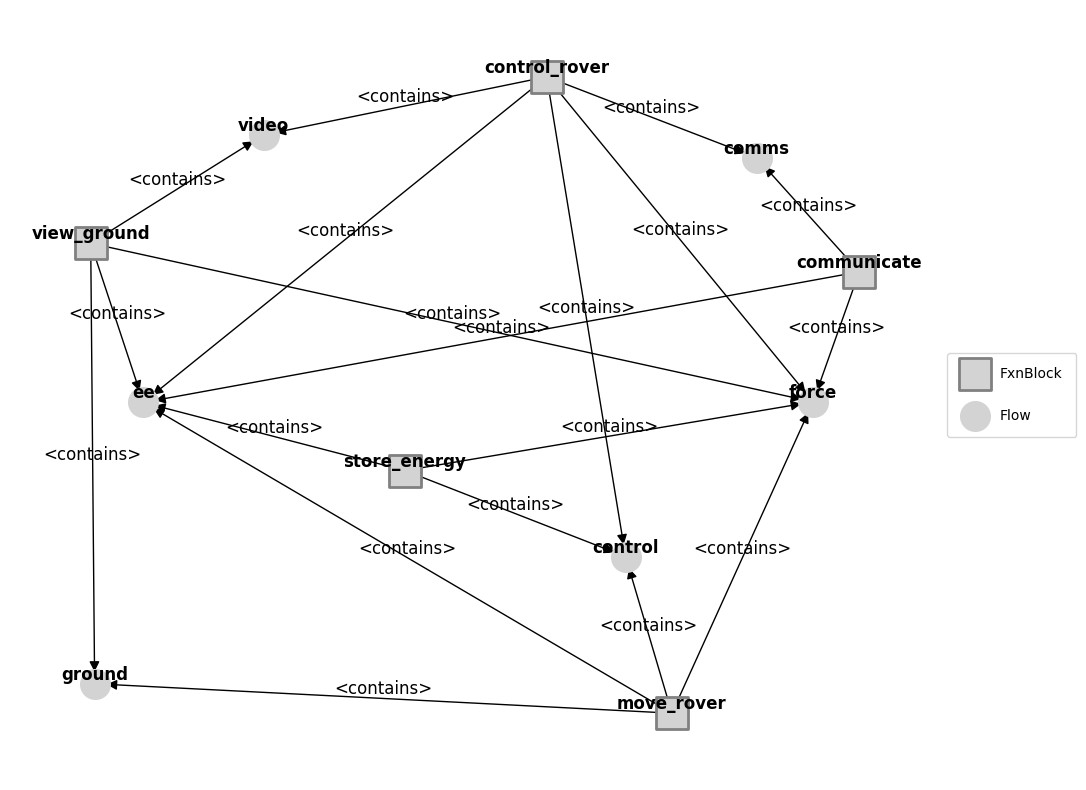 control_rover
<contains>
<contains>
video
comms
<contains>
<contains>
view_ground
<contains>
<contains>
communicate
<contains>
<contains>
<contains>
<contains>
<contains>
ee
force
FxnBlock
Flow
<contains>
<contains>
<contains>
store_energy
<contains>
control
<contains>
<contains>
<contains>
ground
<contains>
move_rover